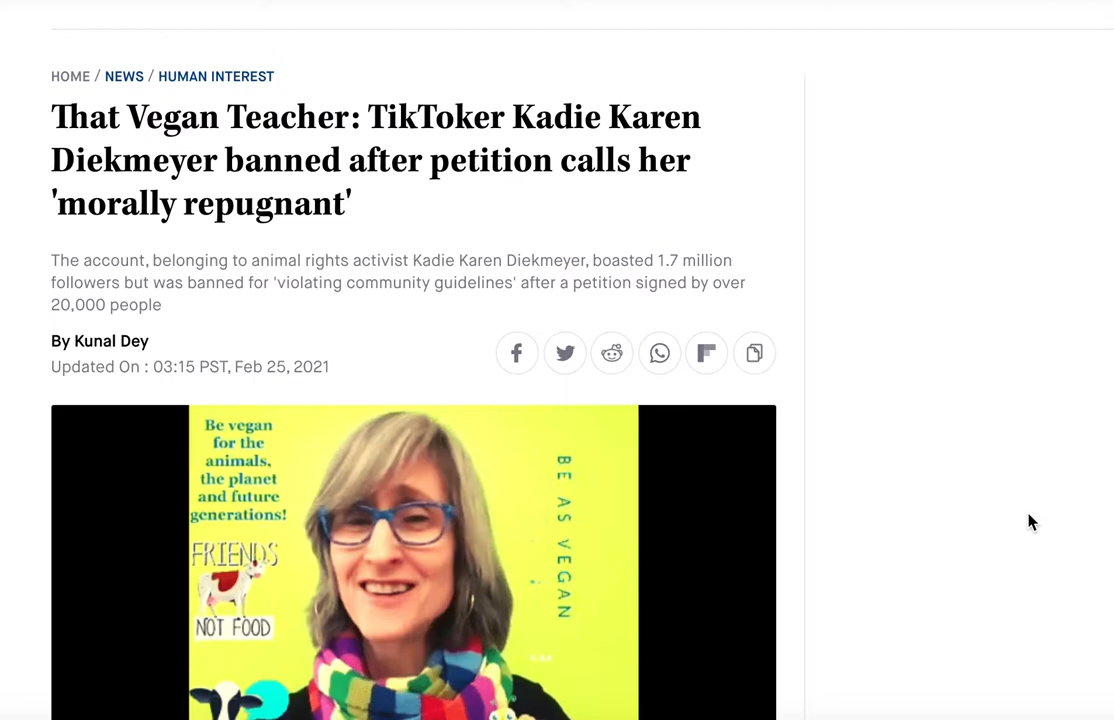 HOME / NEWS / HUMAN INTEREST
That Vegan Teacher: TikToker Kadie Karen
Diekmeyer banned after petition calls her
'morally repugnant'
The account, belonging to animal rights activist Kadie Karen Diekmeyer, boasted 1.7 million
followers but was banned for 'violating community guidelines' after a petition signed by over
20,000 people
By Kunal Dey
Updated On : 03:15 PST, Feb 25, 2021
Be vegan
for the
animals,
the planet
and future
generations!
FRIENDS
NOT FOOD
BE AS VEGAN